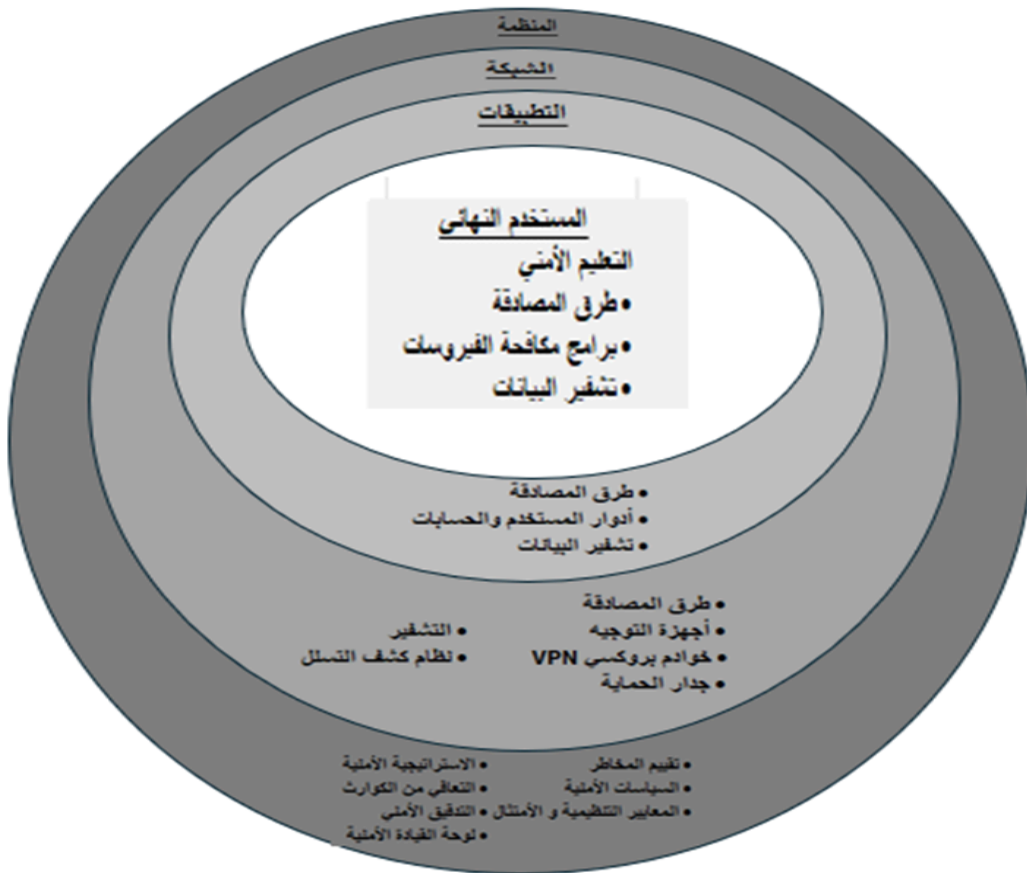 المنظمة
الشبكة
التطبيقات
المستخدم النهائي
التعليم الأمني
•طرق المصادقة
•برامج مكافحة الفيروسات
•تشفير البيانات
• طرق المصادقة
• أدوار المستخدم والحسابات
• تشفير البيانات
• طرق المصادقة
• أجهزة التوجيه
• خوادم بروكسي VPN
• جدار الحماية
• التشفير
• نظام كشف التسلل
• تقييم المخاطر
• السياسات الأمنية
• المعايير التنظيمية و الأمتثال
• الاستراتيجية الأمنية
• التعافي من الكوارث
• التدقيق الأمني
• لوحة القيادة الأمنية